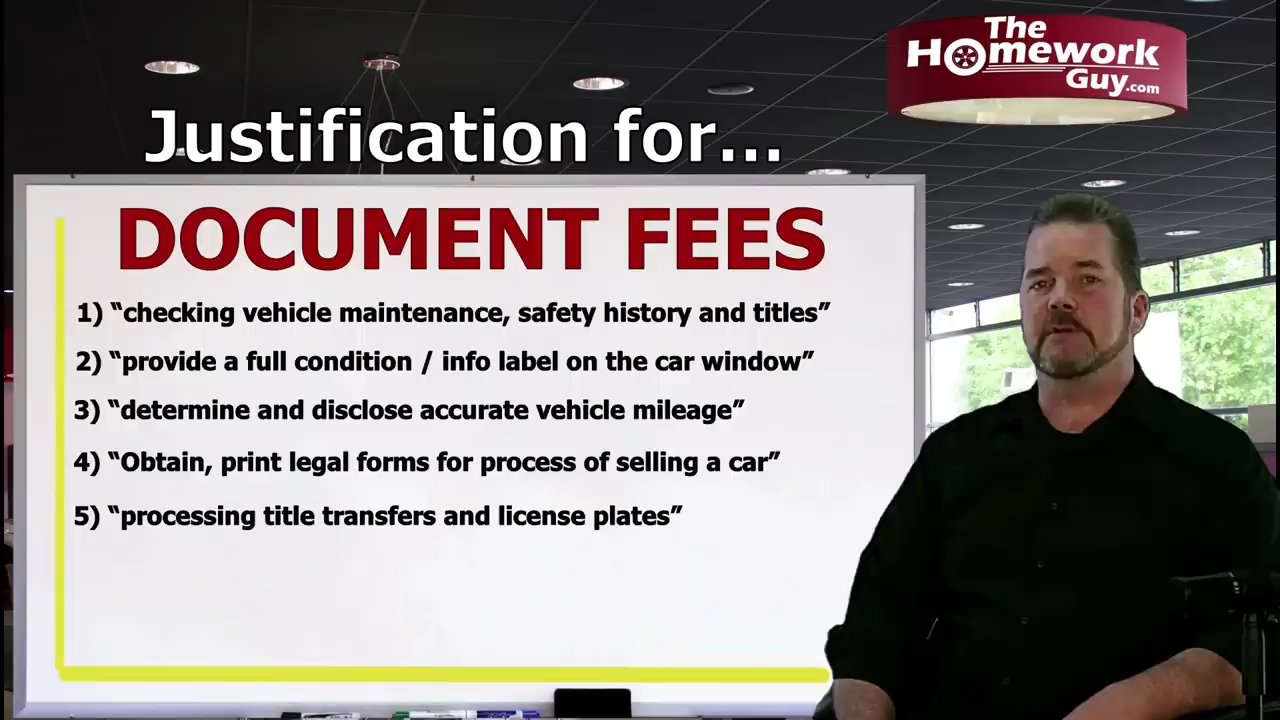 The
Homework
Guy.com
Justification for...
DOCUMENT FEES
1) “checking vehicle maintenance, safety history and titles”
2) “provide a full condition / info label on the car window”
3) “determine and disclose accurate vehicle mileage”
4) “Obtain, print legal forms for process of selling a car”
5) “processing title transfers and license plates”